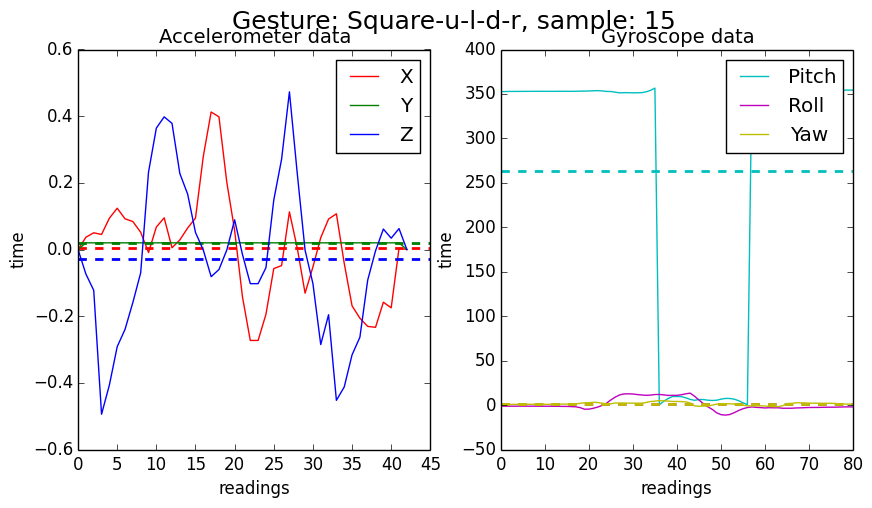 Gesture: Square-u-l-d-r, sample: 15
Accelerometer data
0.6
0.4
0.2
0.0
−0.2
−0.4
−0.6
time
0 5 10 15 20 25 30 35 40 45
readings
X
Y
Z
Gyroscope data
400
350
300
250
200
150
100
50
0
−50
time
0 10 20 30 40 50 60 70 80
readings
Pitch
Roll
Yaw